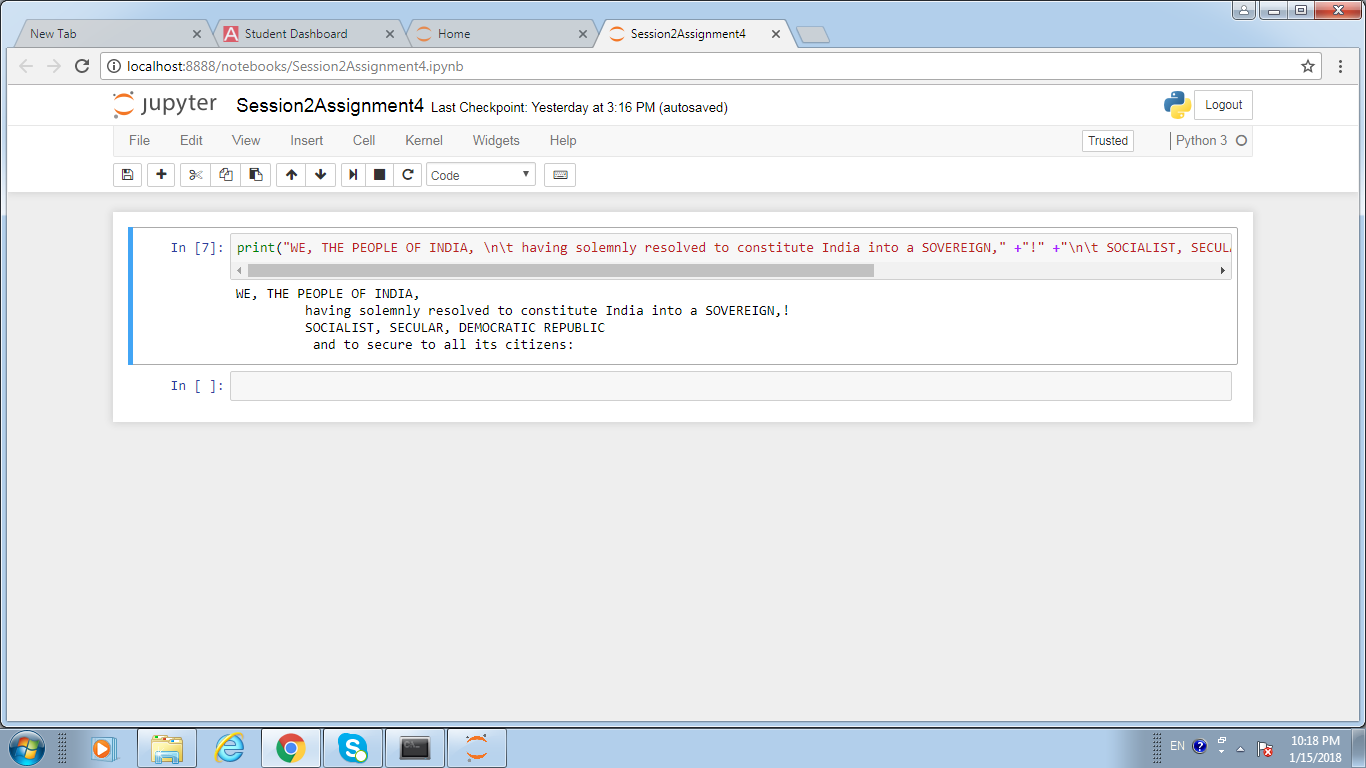 New Tab
Student Dashboard
Home
Session2Assignment4
localhost:8888/notebooks/Session2Assignment4.ipynb
jupyter Session2Assignment4 Last Checkpoint: Yesterday at 3:16 PM (autosaved) Logout
File Edit View Insert Cell Kernel Widgets Help Trusted Python 3
Code
In [7]: print("WE, THE PEOPLE OF INDIA, \n\t having solemnly resolved to constitute India into a SOVEREIGN," +"!" +"\n\t SOCIALIST, SECUL
WE, THE PEOPLE OF INDIA,
having solemnly resolved to constitute India into a SOVEREIGN,!
SOCIALIST, SECULAR, DEMOCRATIC REPUBLIC
and to secure to all its citizens:
In [ ]:
EN
10:18 PM
1/15/2018